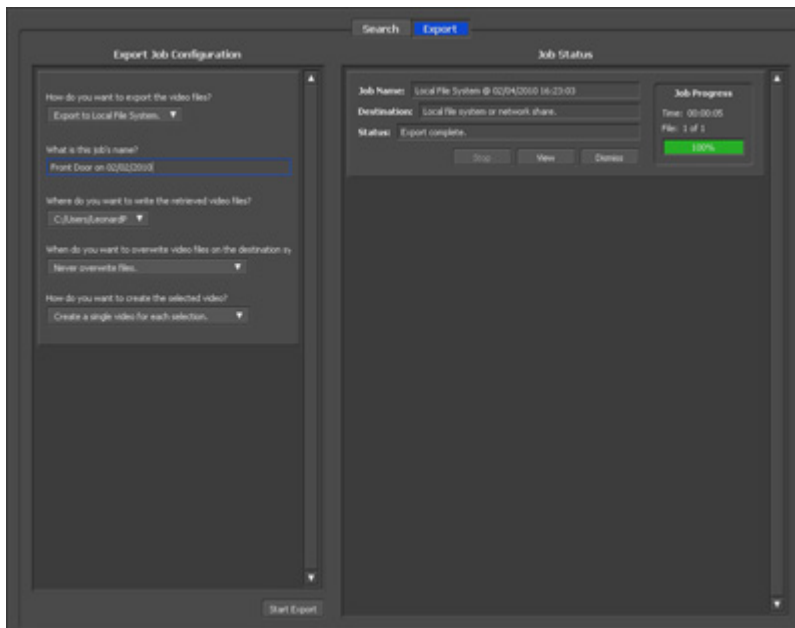 Search Export
Export Job Configuration
How do you want to export the video files?
Export to Local File System.
What is this job's name?
Front Door on 02/02/2010
Where do you want to write the retrieved video files?
C:/Users/LeonardP
When do you want to overwrite video files on the destination sy
Never overwrite files.
How do you want to create the selected video?
Create a single video for each selection.
Start Export
Job Status
Job Name: Local File System @ 02/04/2010 16:23:03
Destination: Local file system or network share.
Status: Export complete.
Stop View Dismiss
Job Progress
Time: 00:00:05
File: 1 of 1
100%